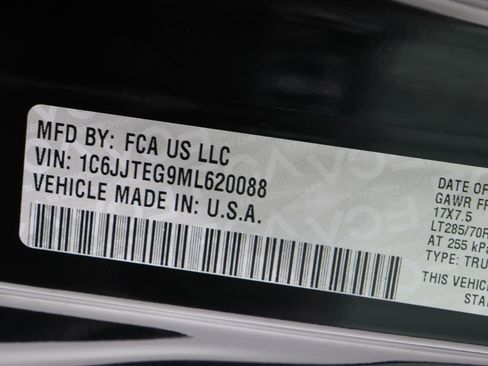 MFD BY: FCA US LLC
VIN: 1C6JJTEG9ML620088
VEHICLE MADE IN: U.S.A.
DATE OF
GAWR FR
17X7.5
LT285/70R
AT 255 kP
TYPE: TRU
THIS VEHIC
STA